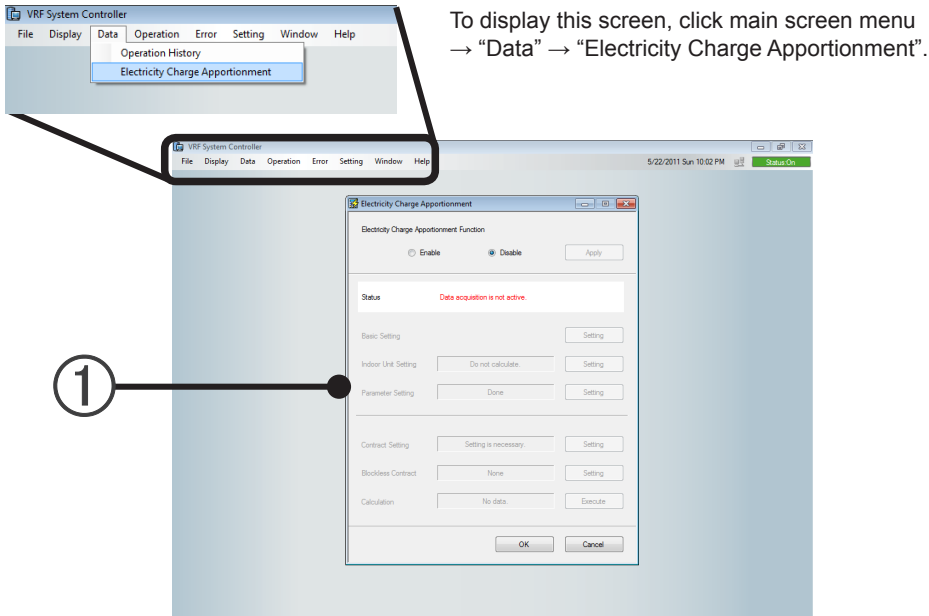 VRF System Controller
File Display Data Operation Error Setting Window Help
Operation History
Electricity Charge Apportionment
To display this screen, click main screen menu
→ “Data” → “Electricity Charge Apportionment”.
VRF System Controller
File Display Data Operation Error Setting Window Help
5/22/2011 Sun 10:02 PM Status:On
Electricity Charge Apportionment
Electricity Charge Apportionment Function
Enable Disable Apply
Status Data acquisition is not active.
Basic Setting Setting
Indoor Unit Setting Do not calculate. Setting
①
Parameter Setting Done Setting
Contract Setting Setting is necessary. Setting
Blockless Contract None Setting
Calculation No data. Execute
OK Cancel